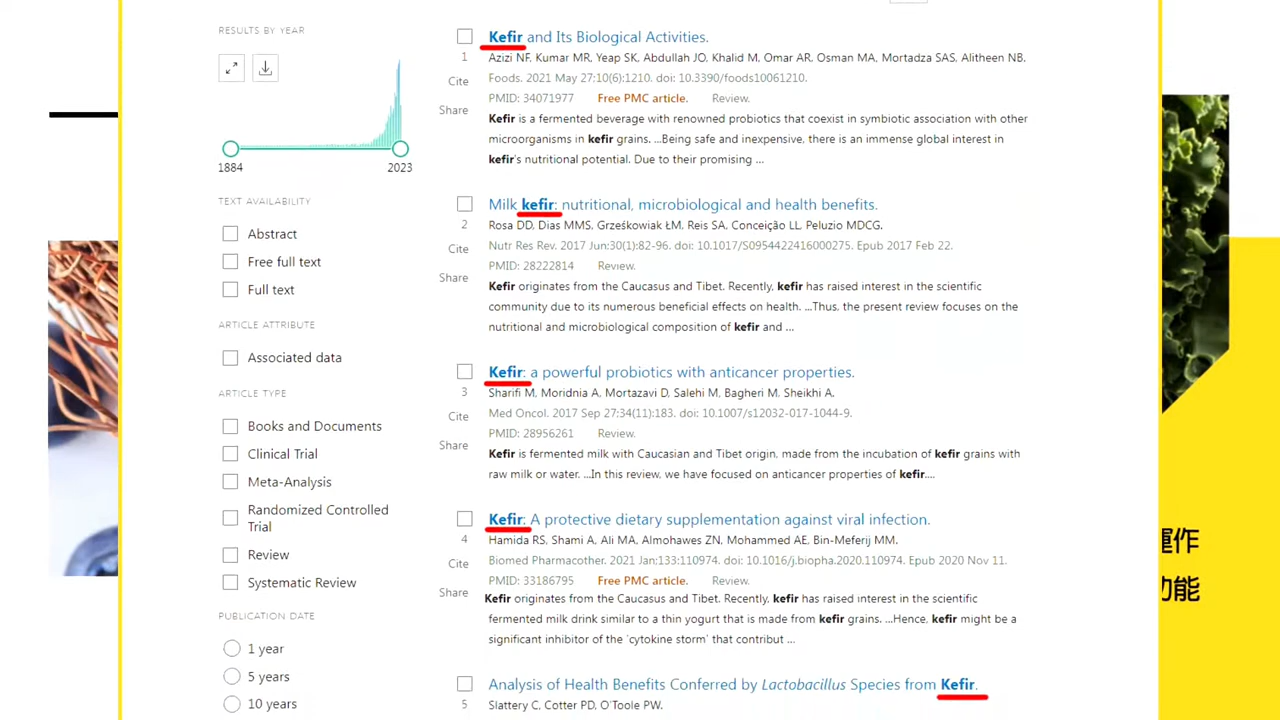 RESULTS BY YEAR
1884
2023
TEXT AVAILABILITY
Abstract
Free full text
Full text
ARTICLE ATTRIBUTE
Associated data
ARTICLE TYPE
Books and Documents
Clinical Trial
Meta-Analysis
Randomized Controlled
Trial
Review
Systematic Review
PUBLICATION DATE
1 year
5 years
10 years
Kefir and Its Biological Activities.
1
Azizi NF, Kumar MR, Yeap SK, Abdullah JO, Khalid M, Omar AR, Osman MA, Mortadza SAS, Alitheen NB.
Cite
Foods. 2021 May 27;10(6):1210. doi: 10.3390/foods10061210.
PMID: 34071977 Free PMC article. Review.
Share
Kefir is a fermented beverage with renowned probiotics that coexist in symbiotic association with other
microorganisms in kefir grains. ...Being safe and inexpensive, there is an immense global interest in
kefir's nutritional potential. Due to their promising ...
Milk kefir: nutritional, microbiological and health benefits.
2
Rosa DD, Dias MMS, Grześkowiak ŁM, Reis SA, Conceição LL, Peluzio MDCG.
Cite
Nutr Res Rev. 2017 Jun;30(1):82-96. doi: 10.1017/S0954422416000275. Epub 2017 Feb 22.
PMID: 28222814 Review.
Share
Kefir originates from the Caucasus and Tibet. Recently, kefir has raised interest in the scientific
community due to its numerous beneficial effects on health. ...Thus, the present review focuses on the
nutritional and microbiological composition of kefir and ...
Kefir: a powerful probiotics with anticancer properties.
3
Sharifi M, Moridnia A, Mortazavi D, Salehi M, Bagheri M, Sheikhi A.
Cite
Med Oncol. 2017 Sep 27;34(11):183. doi: 10.1007/s12032-017-1044-9.
PMID: 28956261 Review.
Share
Kefir is fermented milk with Caucasian and Tibet origin, made from the incubation of kefir grains with
raw milk or water. ...In this review, we have focused on anticancer properties of kefir....
Kefir: A protective dietary supplementation against viral infection.
4
Hamida RS, Shami A, Ali MA, Almohawes ZN, Mohammed AE, Bin-Meferij MM.
Cite
Biomed Pharmacother. 2021 Jan;133:110974. doi: 10.1016/j.biopha.2020.110974. Epub 2020 Nov 11.
PMID: 33186795 Free PMC article. Review.
Share
Kefir originates from the Caucasus and Tibet. Recently, kefir has raised interest in the scientific
fermented milk drink similar to a thin yogurt that is made from kefir grains. ...Hence, kefir might be a
significant inhibitor of the 'cytokine storm' that contribut ...
Analysis of Health Benefits Conferred by Lactobacillus Species from Kefir.
5
Slattery C, Cotter PD, O'Toole PW.
運作
功能